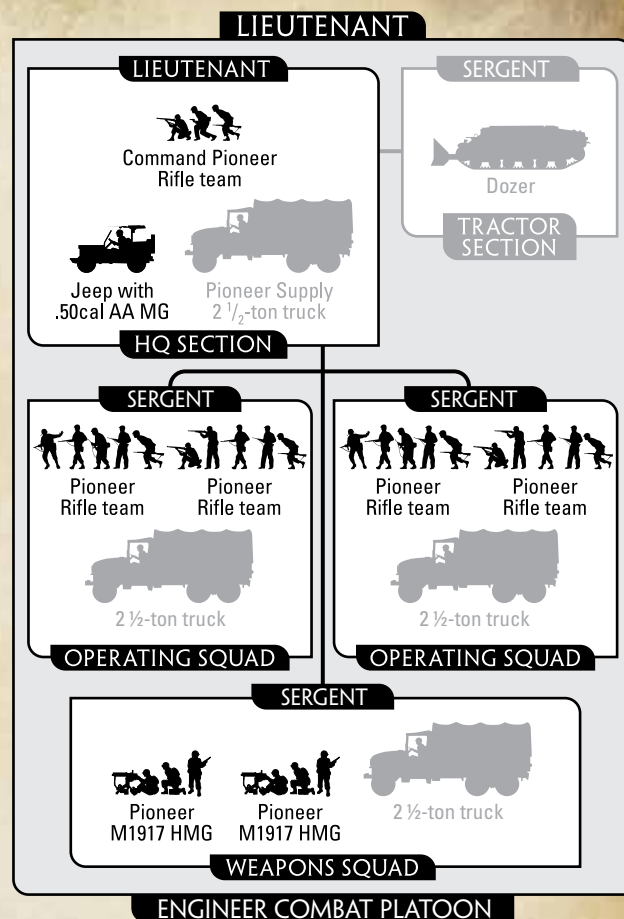 LIEUTENANT
LIEUTENANT
Command Pioneer
Rifle team
Jeep with
.50cal AA MG
Pioneer Supply
2 1/2-ton truck
HQ SECTION
SERGENT
Dozer
TRACTOR
SECTION
SERGENT
Pioneer
Rifle team
Pioneer
Rifle team
2 ½-ton truck
OPERATING SQUAD
SERGENT
Pioneer
Rifle team
Pioneer
Rifle team
2 ½-ton truck
OPERATING SQUAD
SERGENT
Pioneer
M1917 HMG
Pioneer
M1917 HMG
2 ½-ton truck
WEAPONS SQUAD
ENGINEER COMBAT PLATOON